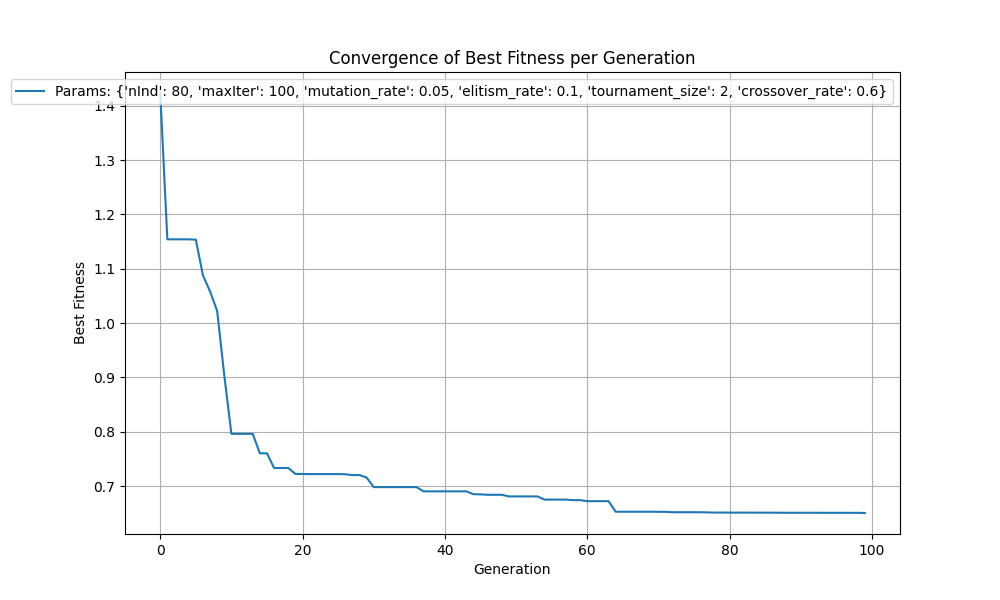 Convergence of Best Fitness per Generation
Params: {'nInd': 80, 'maxIter': 100, 'mutation_rate': 0.05, 'elitism_rate': 0.1, 'tournament_size': 2, 'crossover_rate': 0.6}
1.4
1.3
1.2
1.1
1.0
0.9
0.8
0.7
Best Fitness
0 20 40 60 80 100
Generation